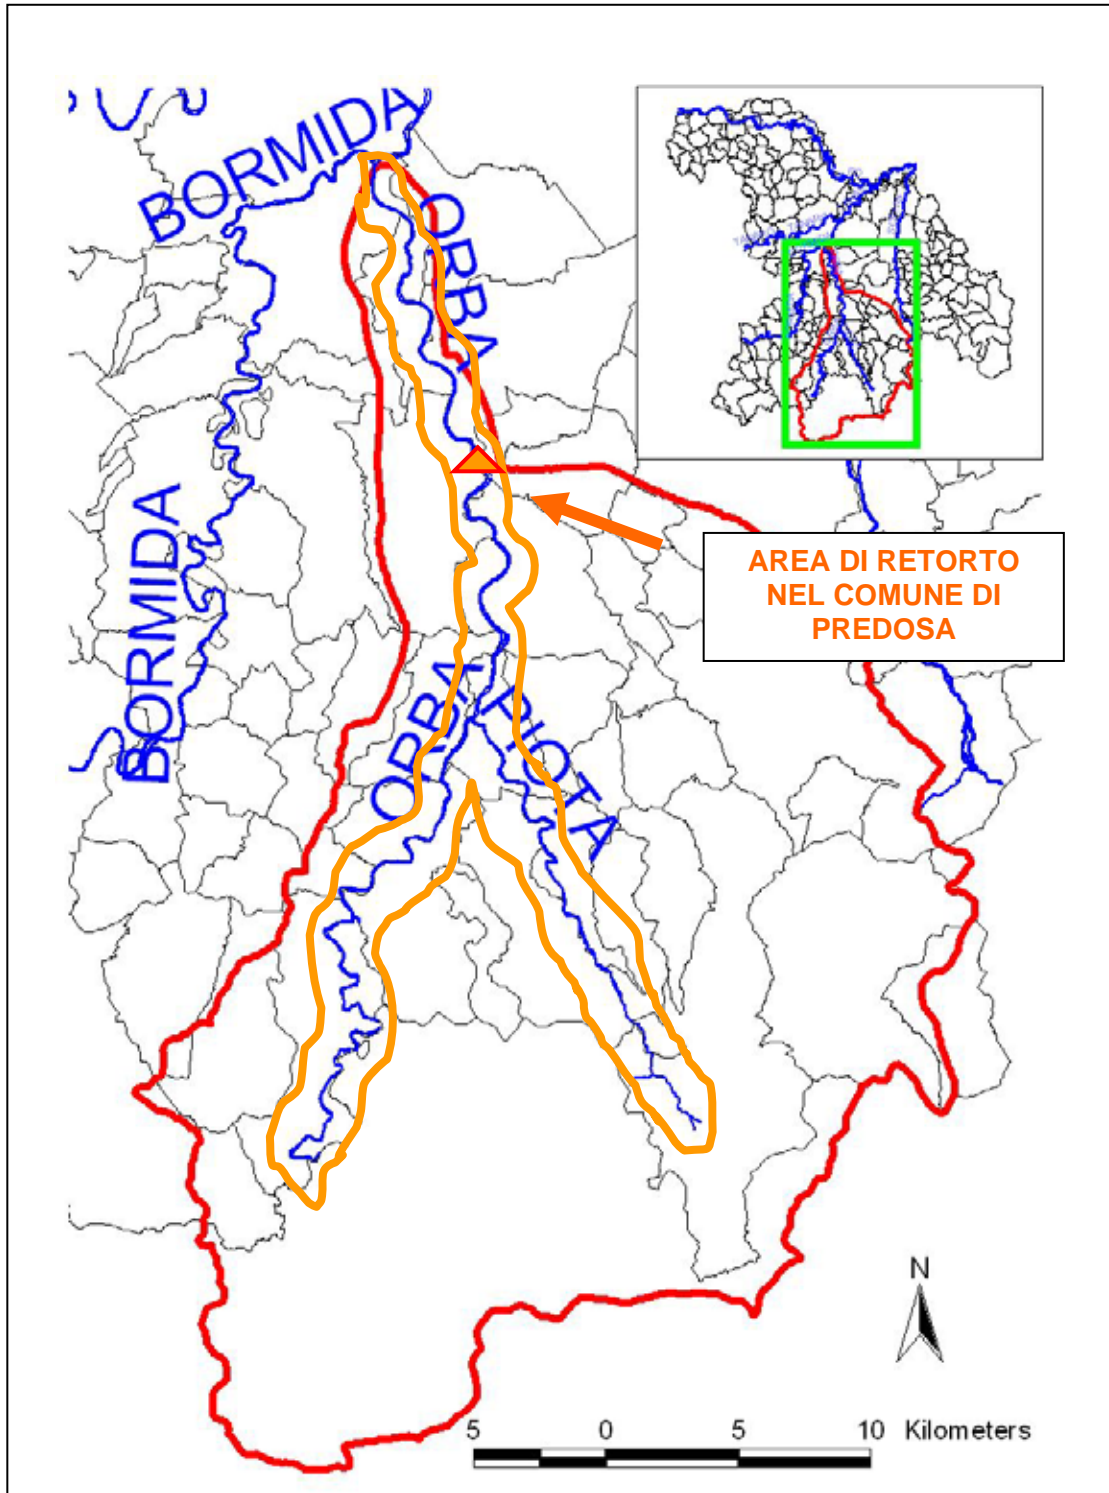 BORMIDA
ORBA
BORMIDA
AREA DI RETORTO
NEL COMUNE DI
PREDOSA
ORBA
PIOTA
N
5 0 5 10 Kilometers